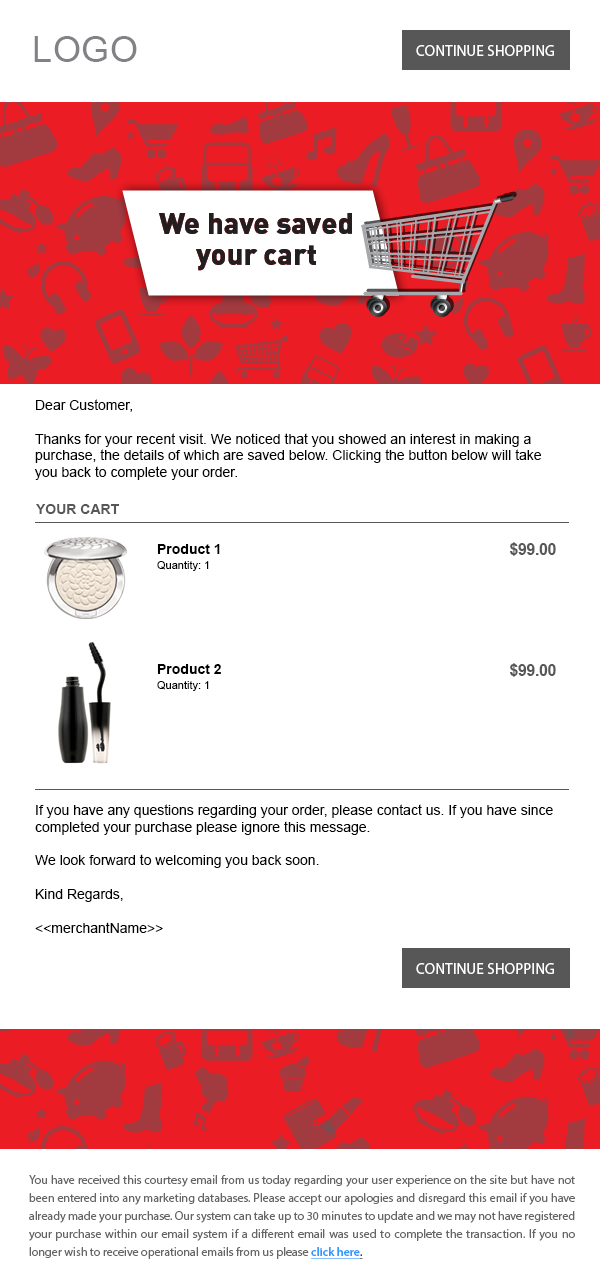 LOGO
CONTINUE SHOPPING
We have saved
your cart
Dear Customer,
Thanks for your recent visit. We noticed that you showed an interest in making a
purchase, the details of which are saved below. Clicking the button below will take
you back to complete your order.
YOUR CART
Product 1
$99.00
Quantity: 1
Product 2
$99.00
Quantity: 1
If you have any questions regarding your order, please contact us. If you have since
completed your purchase please ignore this message.
We look forward to welcoming you back soon.
Kind Regards,
<<merchantName>>
CONTINUE SHOPPING
You have received this courtesy email from us today regarding your user experience on the site but have not
been entered into any marketing databases. Please accept our apologies and disregard this email if you have
already made your purchase. Our system can take up to 30 minutes to update and we may not have registered
your purchase within our email system if a different email was used to complete the transaction. If you no
longer wish to receive operational emails from us please click here.